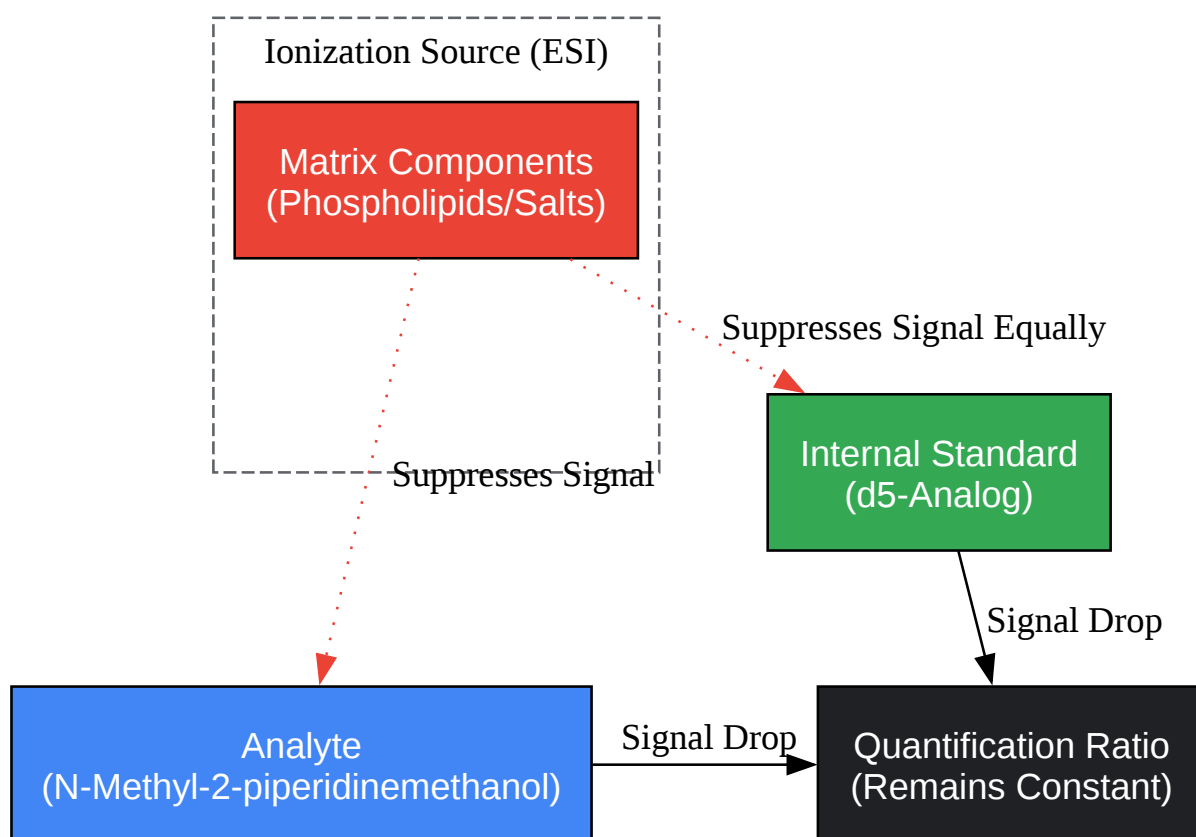 Ionization Source (ESI)
Matrix Components
(Phospholipids/Salts)
Suppresses Signal Equally
Internal Standard
(d5-Analog)
Suppresses Signal
Signal Drop
Analyte
(N-Methyl-2-piperidinemethanol)
Signal Drop
Quantification Ratio
(Remains Constant)